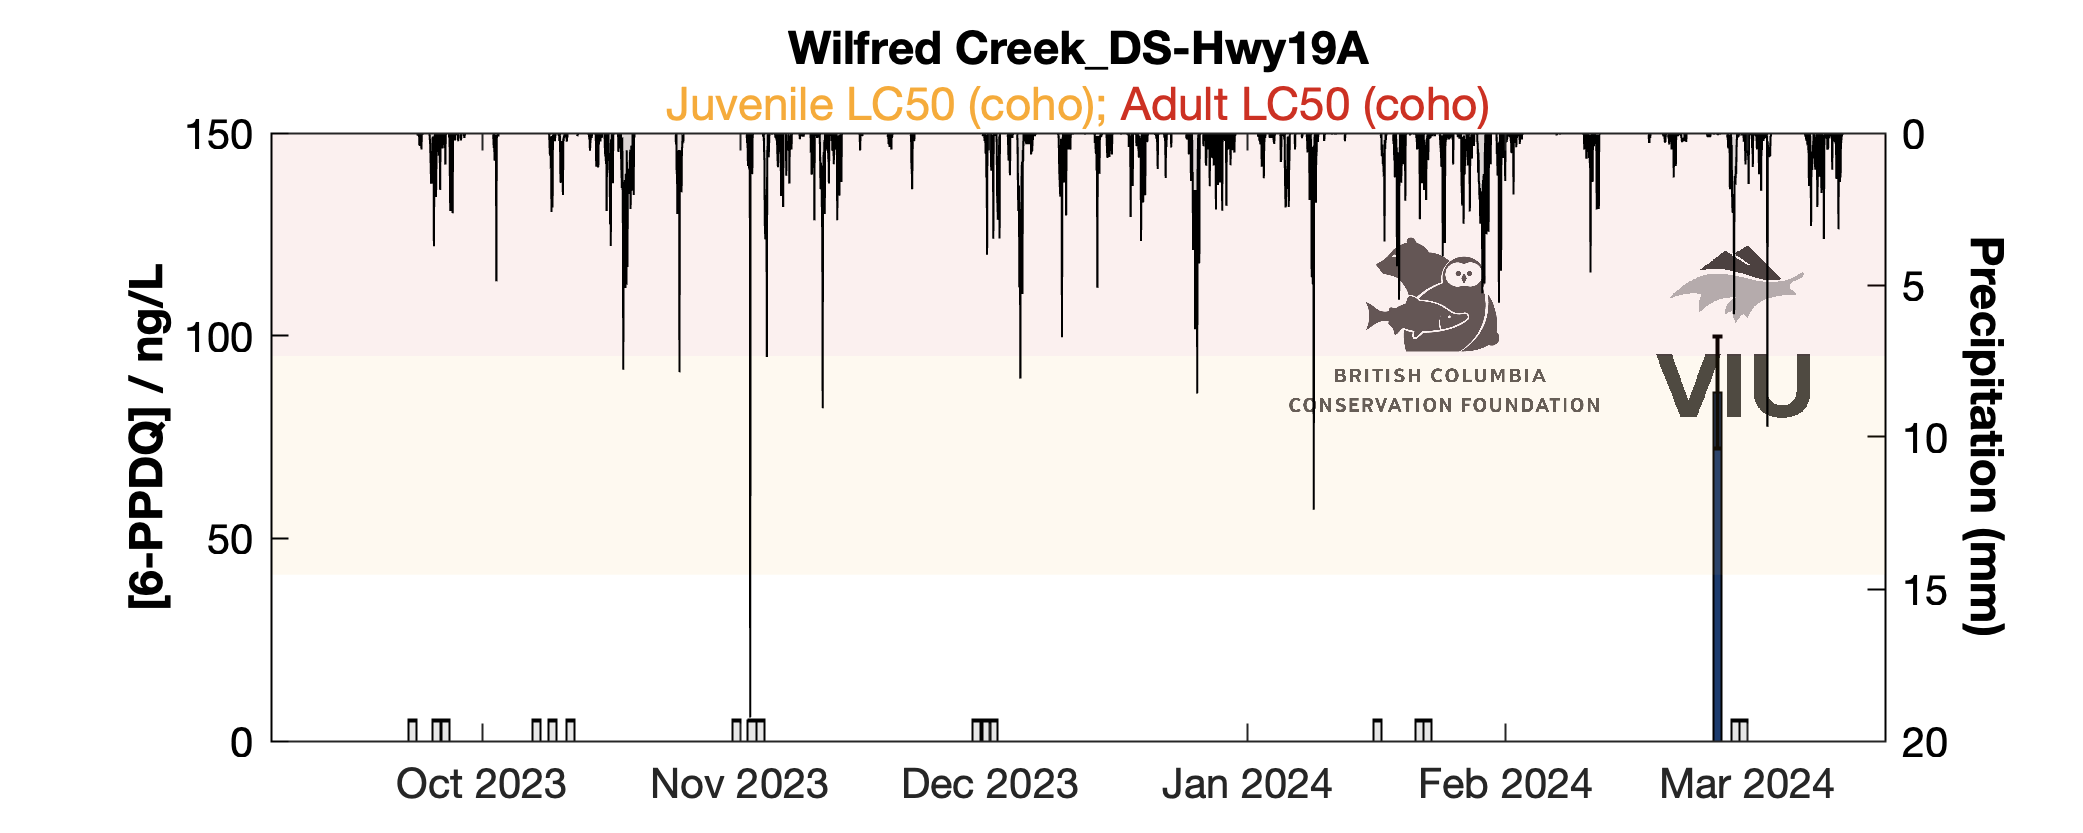 Wilfred Creek_DS-Hwy19A
Juvenile LC50 (coho); Adult LC50 (coho)
150
100
50
0
[6-PPDQ] / ng/L
0
5
10
15
20
Precipitation (mm)
BRITISH COLUMBIA
CONSERVATION FOUNDATION
VIU
Oct 2023
Nov 2023
Dec 2023
Jan 2024
Feb 2024
Mar 2024